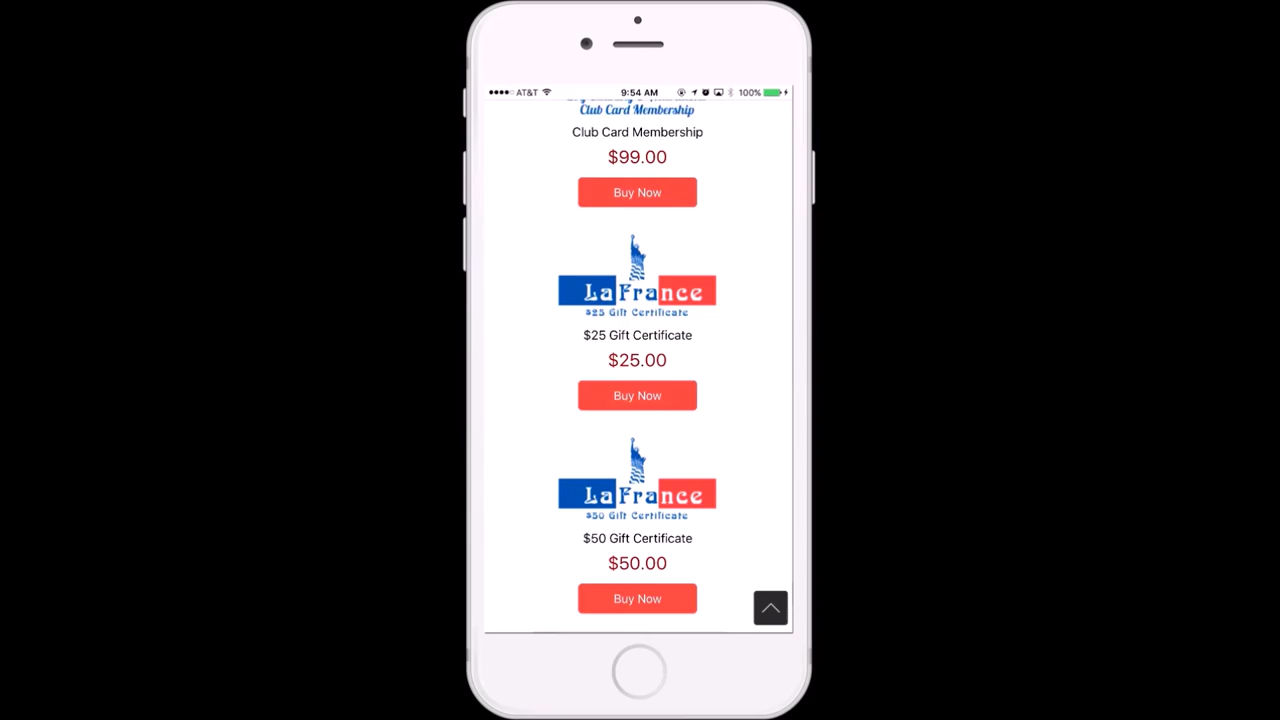 AT&T 9:54 AM 100%
Club Card Membership
Club Card Membership
$99.00
Buy Now
LaFrance
$25 Gift Certificate
$25 Gift Certificate
$25.00
Buy Now
LaFrance
$50 Gift Certificate
$50 Gift Certificate
$50.00
Buy Now